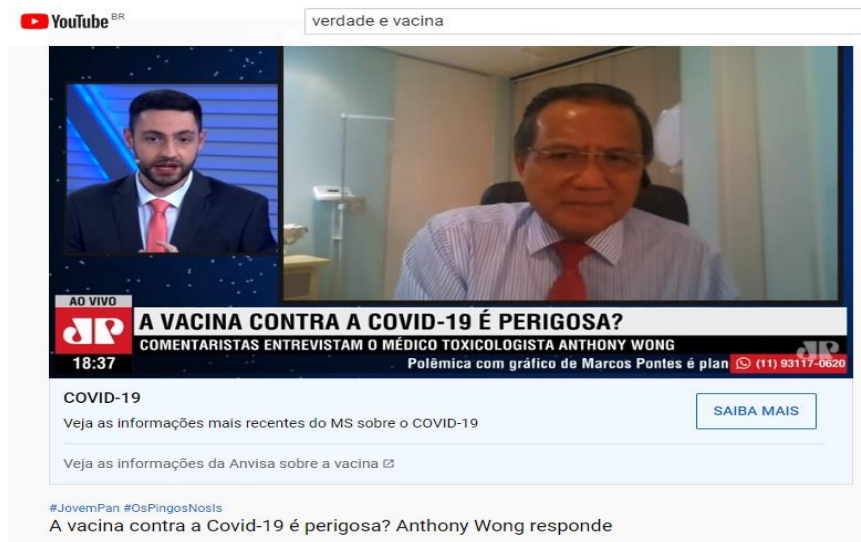 YouTube BR
verdade e vacina
AO VIVO
JP
18:37
A VACINA CONTRA A COVID-19 É PERIGOSA?
COMENTARISTAS ENTREVISTAM O MÉDICO TOXICOLOGISTA ANTHONY WONG
Polêmica com gráfico de Marcos Pontes é plan
(11) 93117-0620
JP
COVID-19
Veja as informações mais recentes do MS sobre o COVID-19
SAIBA MAIS
Veja as informações da Anvisa sobre a vacina
#JovemPan #OsPingosNosIs
A vacina contra a Covid-19 é perigosa? Anthony Wong responde